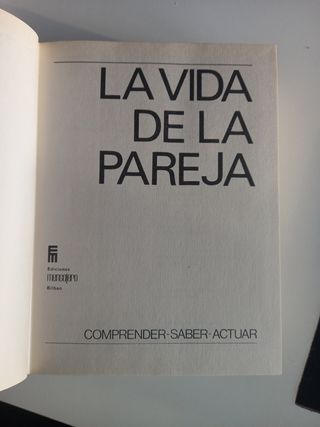 LA VIDA
DE LA
PAREJA
Ediciones
mensajero
Bilbao
COMPRENDER-SABER-ACTUAR